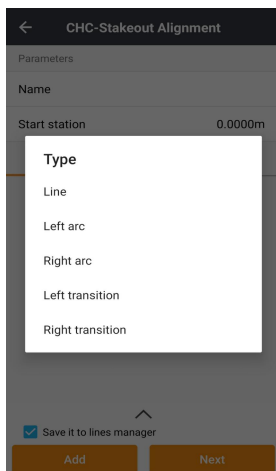 CHC-Stakeout Alignment
Parameters
Name
Start station 0.0000m
Type
Line
Left arc
Right arc
Left transition
Right transition
Save it to lines manager
Add Next